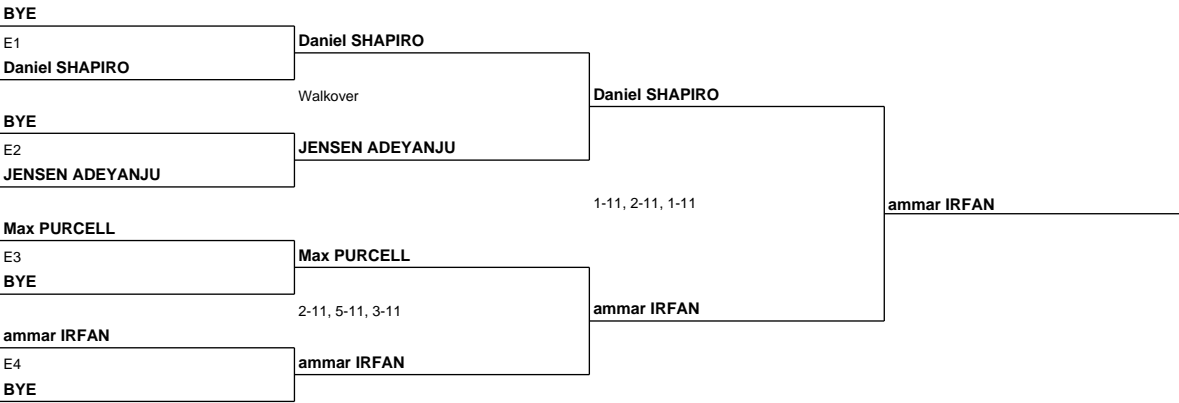 BYE
E1
Daniel SHAPIRO
BYE
E2
JENSEN ADEYANJU
Max PURCELL
E3
BYE
ammar IRFAN
E4
BYE
Daniel SHAPIRO
Walkover
JENSEN ADEYANJU
Max PURCELL
2-11, 5-11, 3-11
ammar IRFAN
Daniel SHAPIRO
1-11, 2-11, 1-11
ammar IRFAN
ammar IRFAN